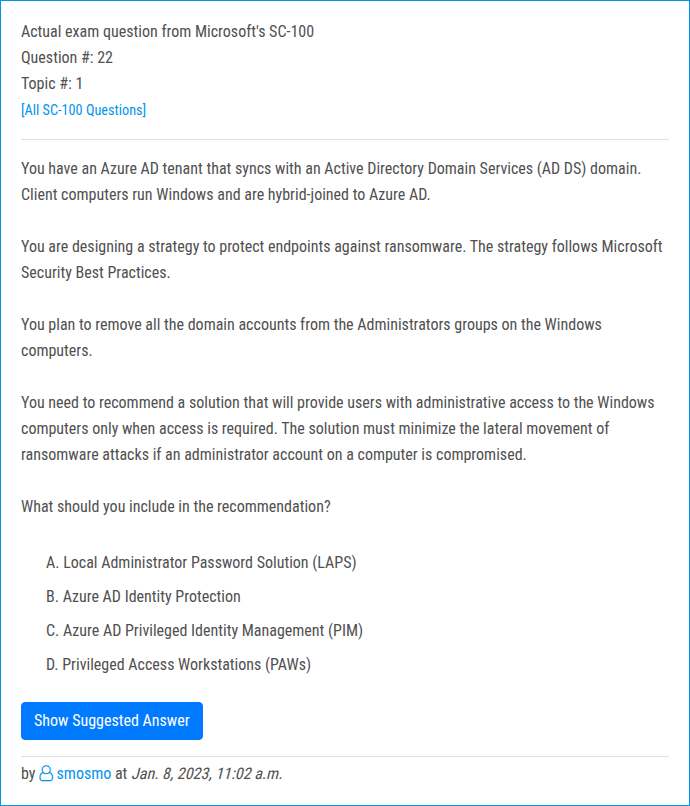 Actual exam question from Microsoft's SC-100
Question #: 22
Topic #: 1
[All SC-100 Questions]
You have an Azure AD tenant that syncs with an Active Directory Domain Services (AD DS) domain.
Client computers run Windows and are hybrid-joined to Azure AD.
You are designing a strategy to protect endpoints against ransomware. The strategy follows Microsoft
Security Best Practices.
You plan to remove all the domain accounts from the Administrators groups on the Windows
computers.
You need to recommend a solution that will provide users with administrative access to the Windows
computers only when access is required. The solution must minimize the lateral movement of
ransomware attacks if an administrator account on a computer is compromised.
What should you include in the recommendation?
A. Local Administrator Password Solution (LAPS)
B. Azure AD Identity Protection
C. Azure AD Privileged Identity Management (PIM)
D. Privileged Access Workstations (PAWs)
Show Suggested Answer
by smosmo at Jan. 8, 2023, 11:02 a.m.